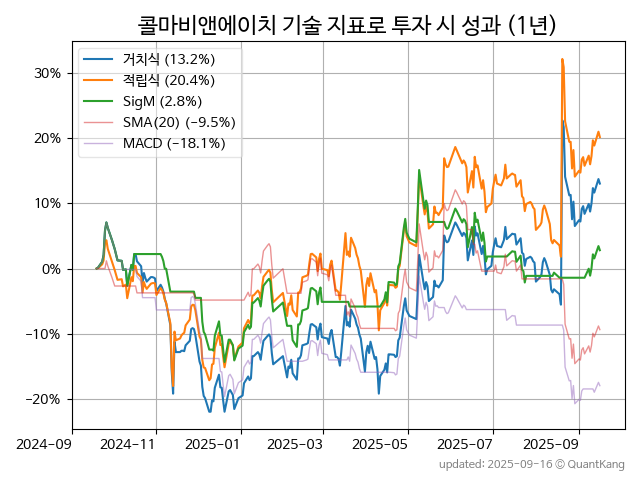 콜마비앤에이치 기술 지표로 투자 시 성과 (1년)
거치식 (13.2%)
적립식 (20.4%)
SigM (2.8%)
SMA(20) (−9.5%)
MACD (−18.1%)
30%
20%
10%
0%
−10%
−20%
2024-09 2024-11 2025-01 2025-03 2025-05 2025-07 2025-09
updated: 2025-09-16 ⓒ QuantKang